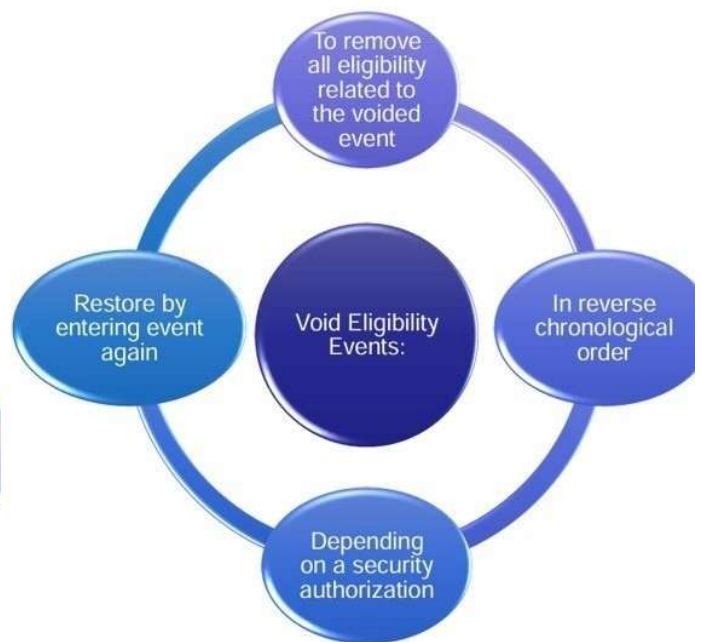 To remove
all eligibility
related to
the voided
event
In reverse
chronological
order
Depending
on a security
authorization
Restore by
entering event
again
Void Eligibility
Events: